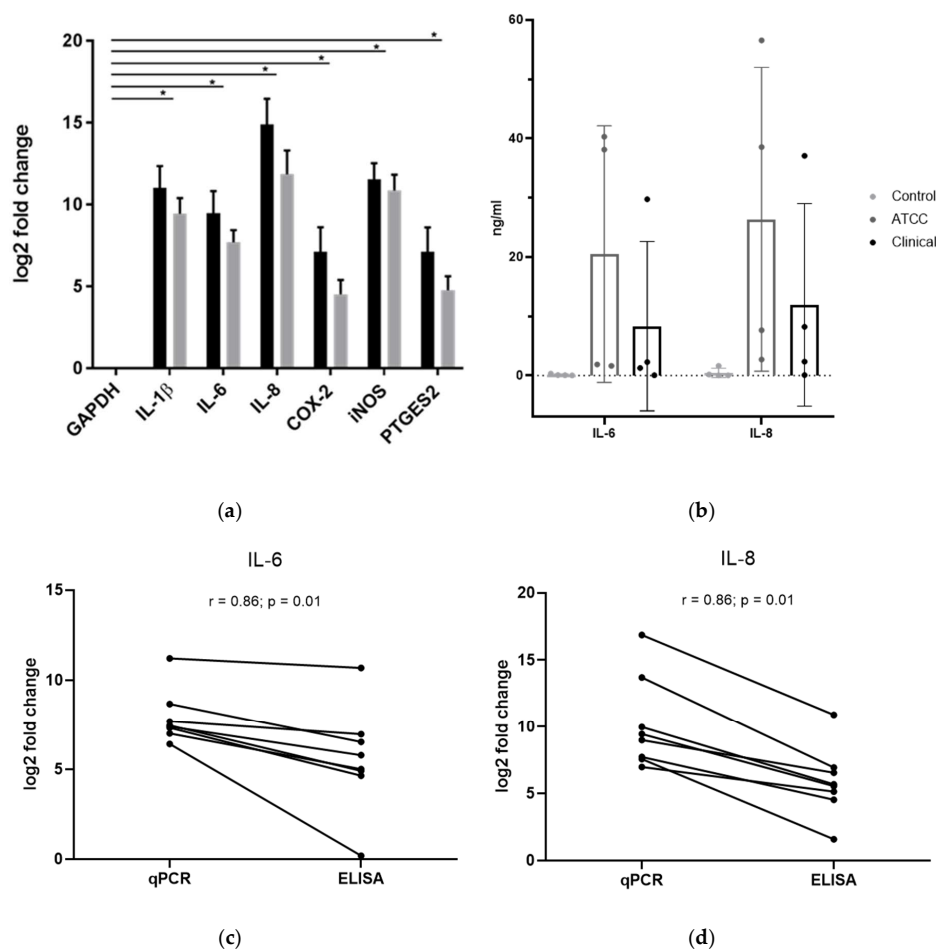 20
15
10
5
0
log2 fold change
*
*
*
*
*
*
GAPDH
IL-1β
IL-6
IL-8
COX-2
iNOS
PTGES2
(a)
60
40
20
0
ng/ml
IL-6
IL-8
Control
ATCC
Clinical
(b)
IL-6
r = 0.86; p = 0.01
15
10
5
0
log2 fold change
qPCR
ELISA
(c)
IL-8
r = 0.86; p = 0.01
20
15
10
5
0
log2 fold change
qPCR
ELISA
(d)